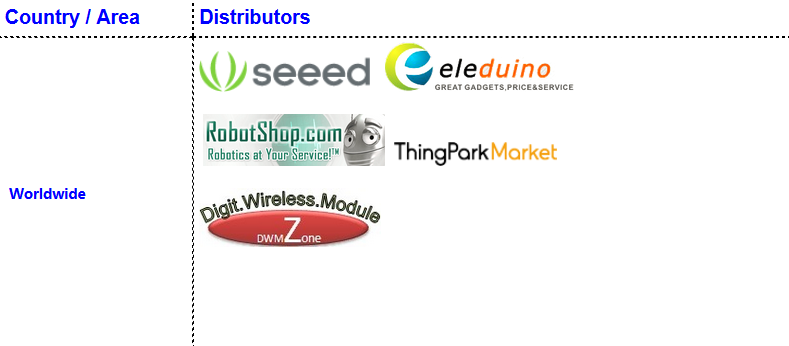 Country / Area
Distributors
seeed
eleduino
GREAT GADGETS,PRICE&SERVICE
RobotShop.com
Robotics at Your Service!™
ThingParkMarket
Worldwide
Digit.Wireless.Module
DWMZone